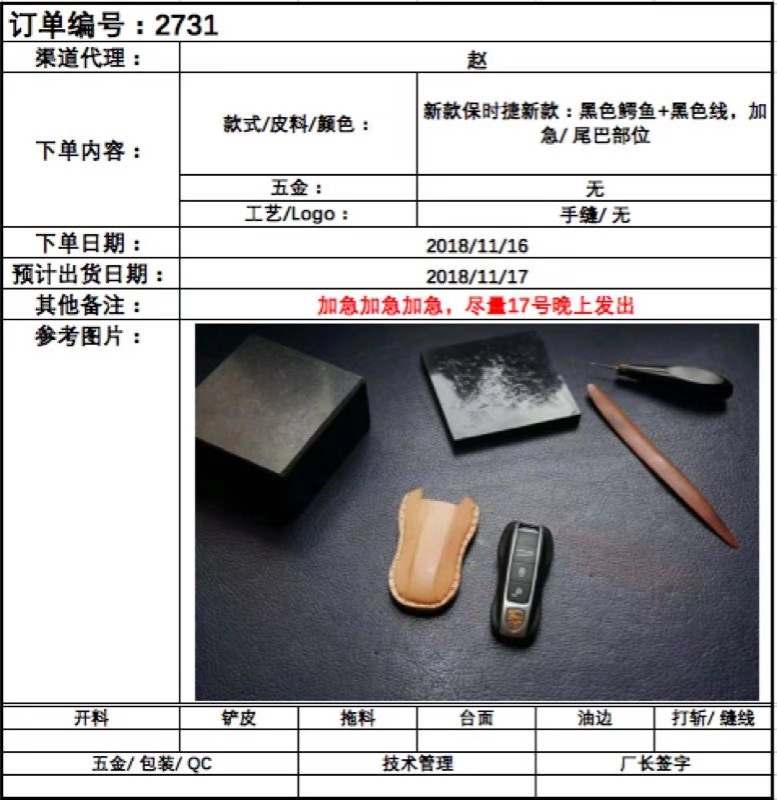 订单编号：2731
渠道代理： 赵
下单内容： 款式/皮料/颜色： 新款保时捷新款：黑色鳄鱼+黑色线，加
急/ 尾巴部位
五金： 无
工艺/Logo： 手缝/ 无
下单日期： 2018/11/16
预计出货日期： 2018/11/17
其他备注： 加急加急加急，尽量17号晚上发出
参考图片：
开料 铲皮 拖料 台面 油边 打斩/ 缝线
五金/ 包装/ QC 技术管理 厂长签字